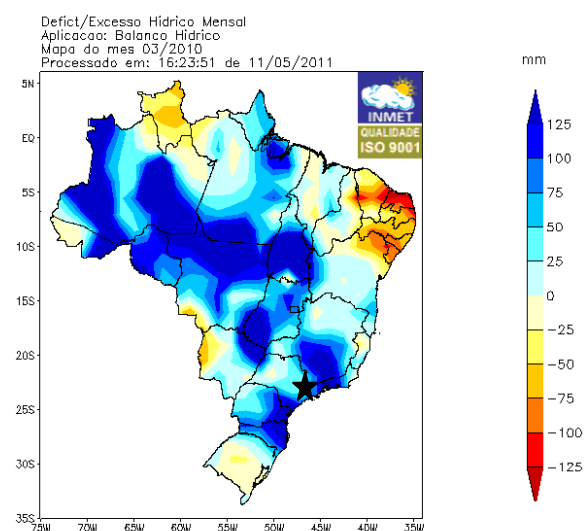 Defict/Excesso Hidrico Mensal
Aplicacao: Balanco Hidrico
Mapa do mes 03/2010
Processado em: 16:23:51 de 11/05/2011
mm
INMET
QUALIDADE
ISO 9001
5N
EQ
5S
10S
15S
20S
25S
30S
35S
75W 70W 65W 60W 55W 50W 45W 40W 35W
125
100
75
50
25
0
-25
-50
-75
-100
-125